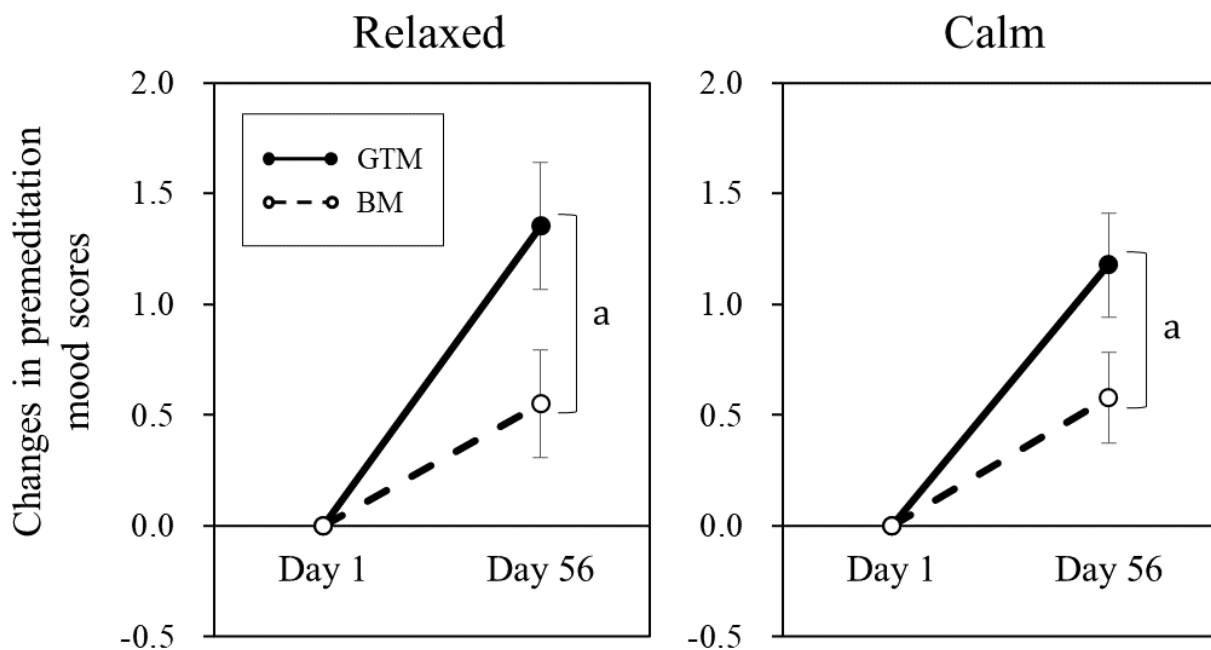 Relaxed
Calm
Changes in premeditation
mood scores
2.0
1.5
1.0
0.5
0.0
-0.5
GTM
BM
a
Day 1
Day 56
2.0
1.5
1.0
0.5
0.0
-0.5
a
Day 1
Day 56